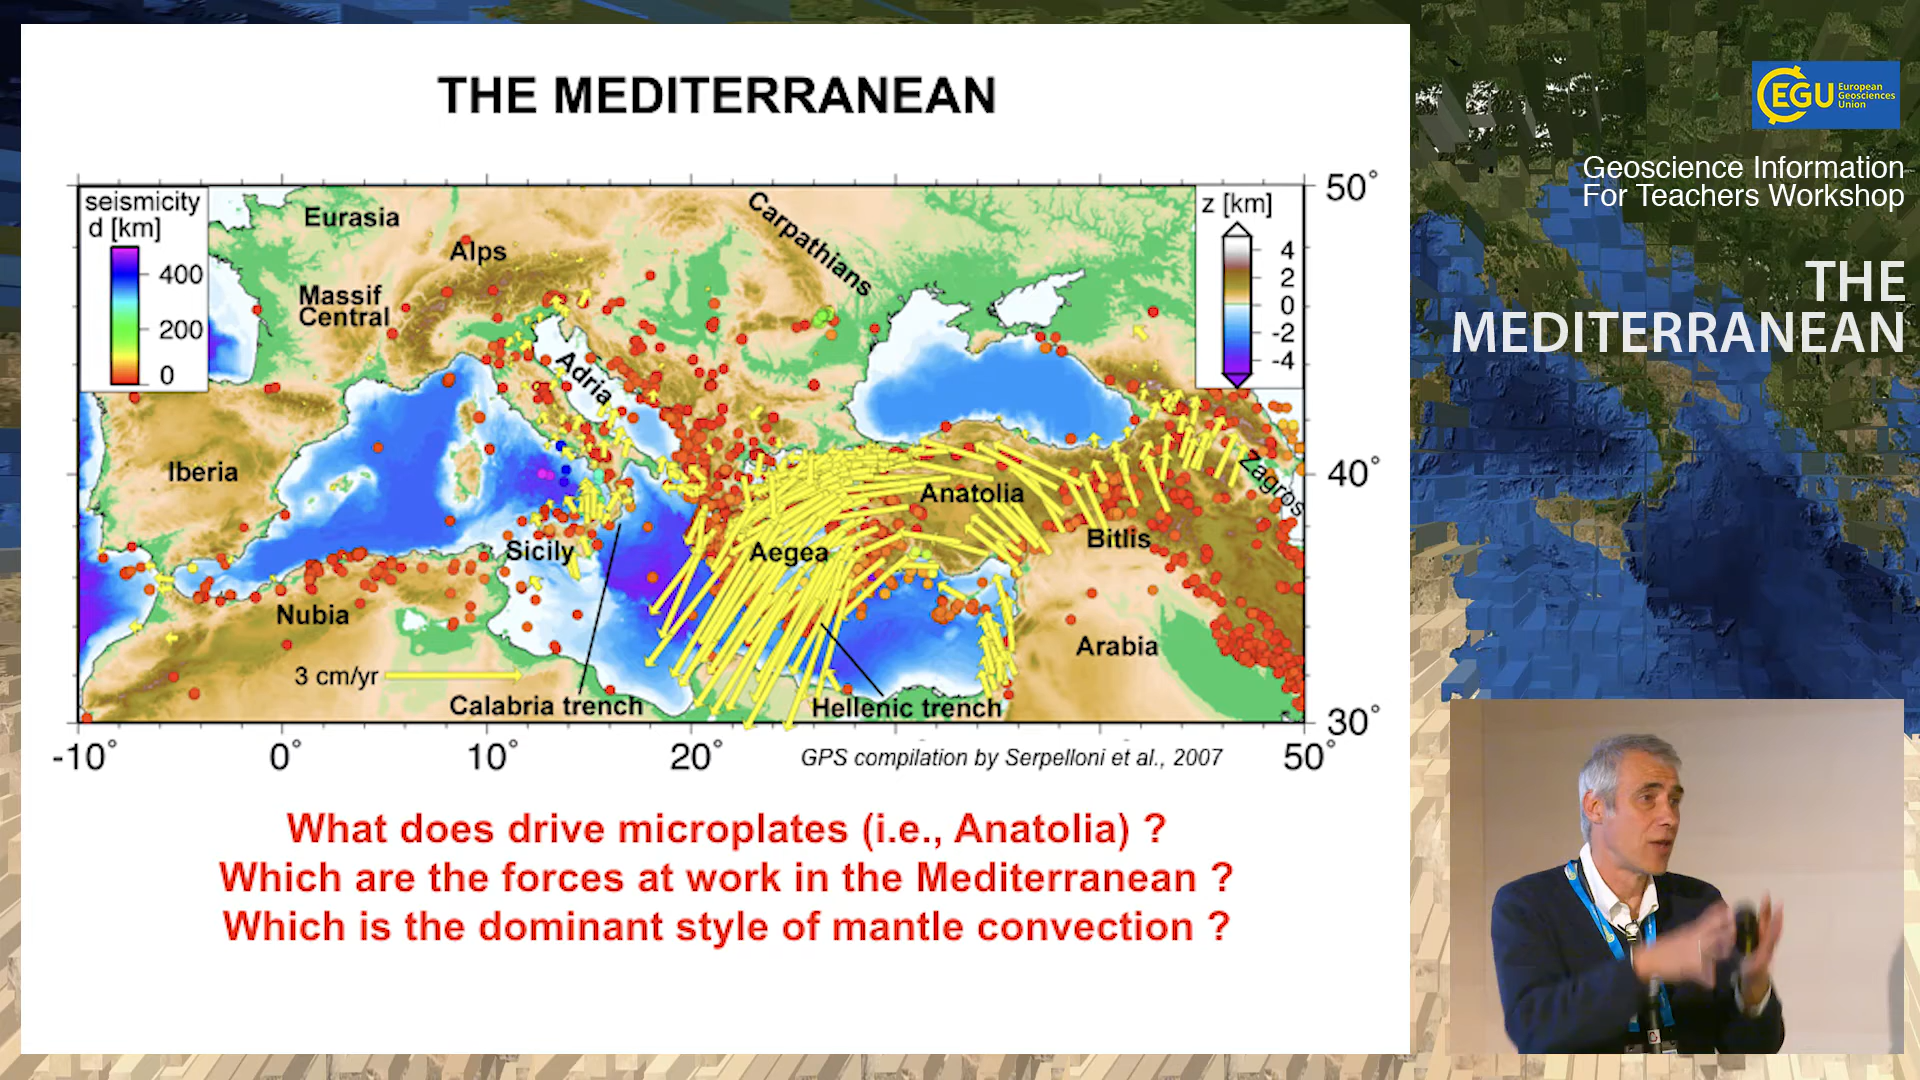 THE MEDITERRANEAN
seismicity
d [km]
400
200
0
Eurasia
Alps
Massif
Central
Carpathians
Adria
Iberia
Sicily
Nubia
Aegea
Anatolia
Bitlis
Zagros
Arabia
z [km]
4
2
0
-2
-4
50°
40°
30°
3 cm/yr
Calabria trench
Hellenic trench
-10°
0°
10°
20°
50°
GPS compilation by Serpelloni et al., 2007
What does drive microplates (i.e., Anatolia) ?
Which are the forces at work in the Mediterranean ?
Which is the dominant style of mantle convection ?
EGU
European
Geosciences
Union
Geoscience Information
For Teachers Workshop
THE
MEDITERRANEAN